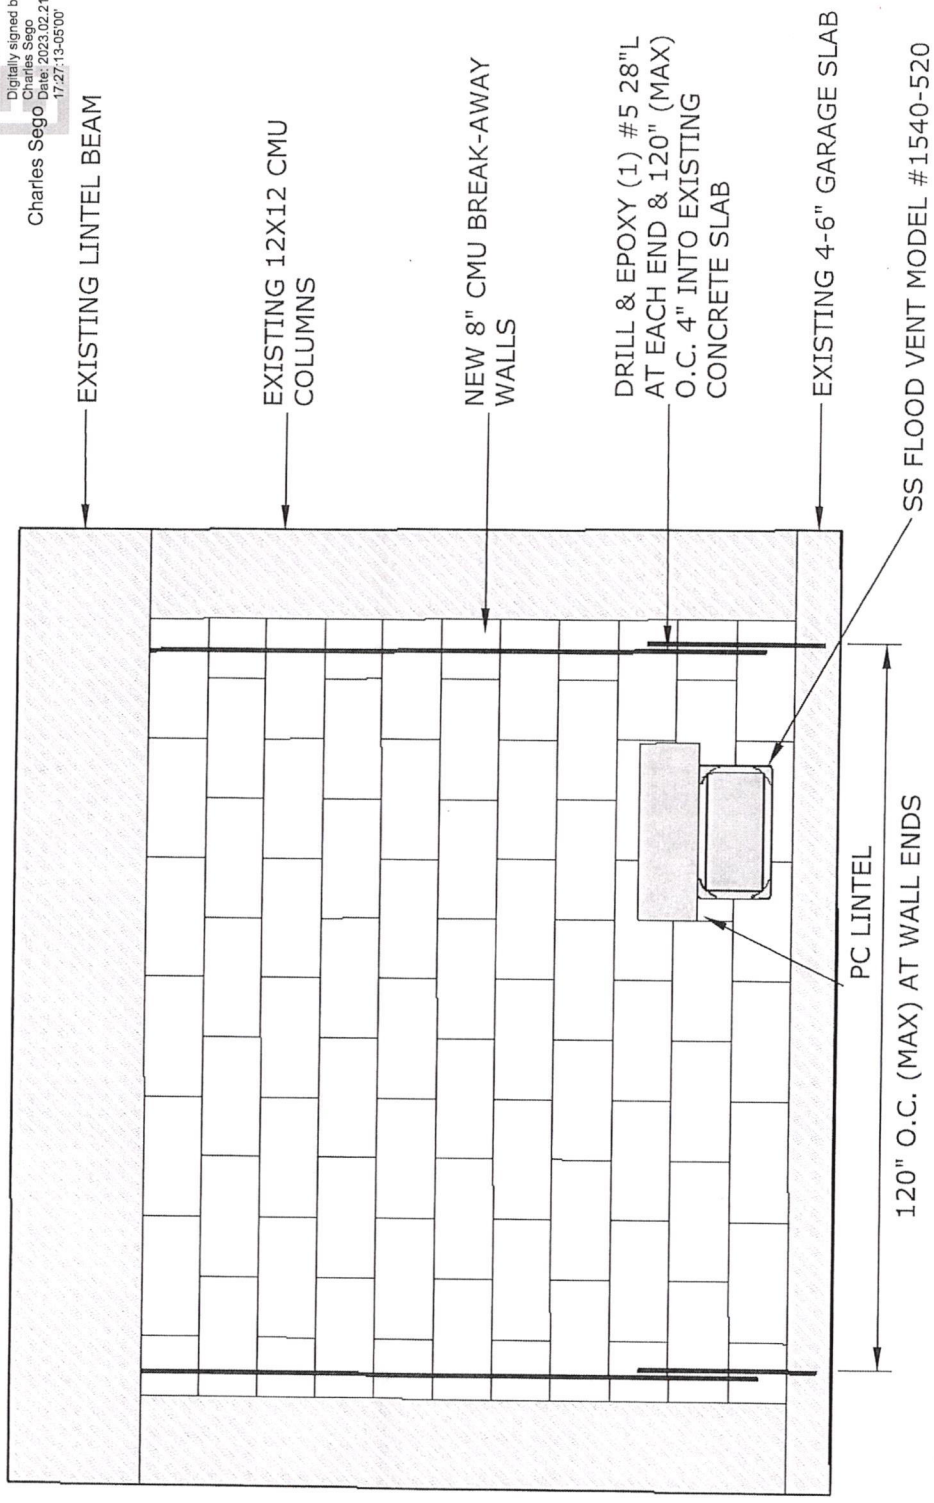 Digitally signed by
Charles Sego
Date: 2023.02.21
17:27:13-05'00'
Charles Sego
EXISTING LINTEL BEAM
EXISTING 12X12 CMU
COLUMNS
NEW 8" CMU BREAK-AWAY
WALLS
DRILL & EPOXY (1) #5 28"L
AT EACH END & 120" (MAX)
O.C. 4" INTO EXISTING
CONCRETE SLAB
EXISTING 4-6" GARAGE SLAB
SS FLOOD VENT MODEL #1540-520
PC LINTEL
120" O.C. (MAX) AT WALL ENDS